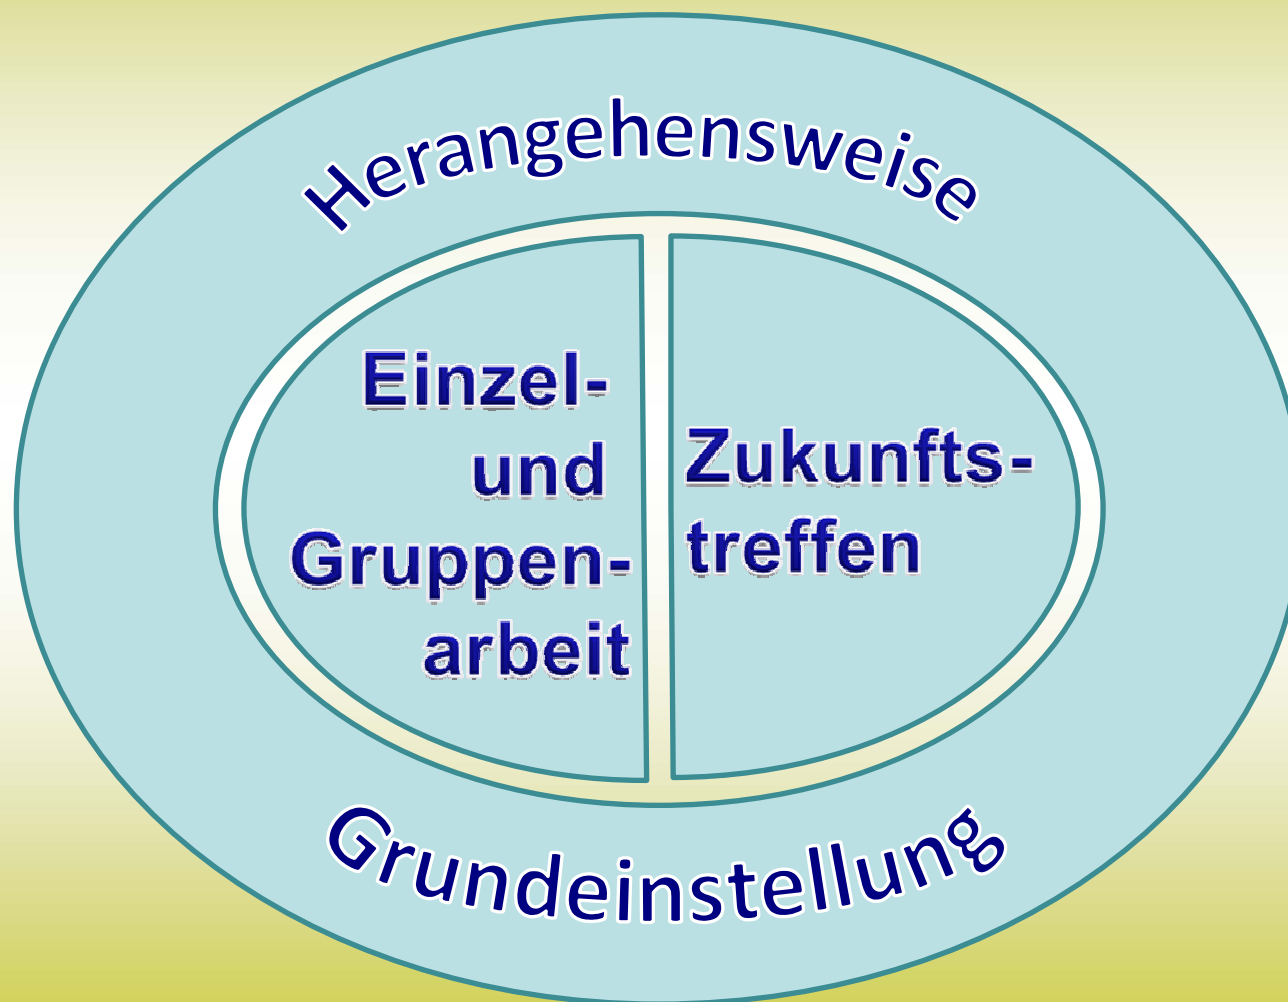 Herangehensweise
Einzel-
und
Gruppen-
arbeit
Zukunfts-
treffen
Grundeinstellung